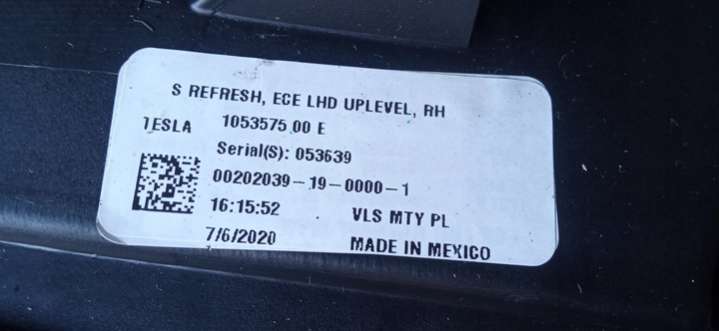 S REFRESH, ECE LHD UPLEVEL, RH
TESLA 1053575 00 E
Serial(S): 053639
00202039-19-0000-1
16:15:52 VLS MTY PL
7/6/2020 MADE IN MEXICO